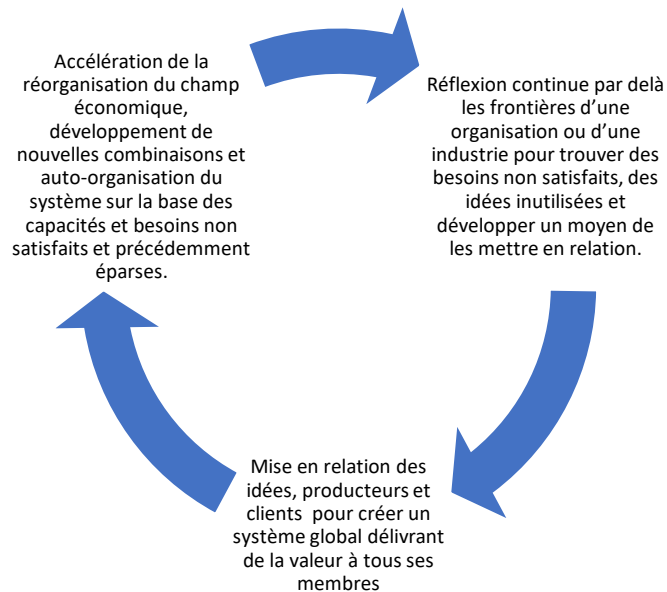 Accélération de la
réorganisation du champ
économique,
développement de
nouvelles combinaisons et
auto-organisation du
système sur la base des
capacités et besoins non
satisfaits et précédemment
éparses.
Réflexion continue par delà
les frontières d’une
organisation ou d’une
industrie pour trouver des
besoins non satisfaits, des
idées inutilisées et
développer un moyen de
les mettre en relation.
Mise en relation des
idées, producteurs et
clients  pour créer un
système global délivrant
de la valeur à tous ses
membres